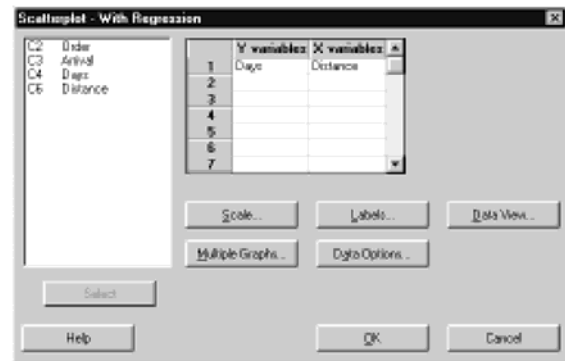 Scatterplot - With Regression
C2 Order
C3 Arrival
C4 Days
C6 Distance
Y variables X variables
1 Days Distance
2
3
4
5
6
7
Scale... Labels... Data View...
Multiple Graphs... Data Options...
Select
Help OK Cancel